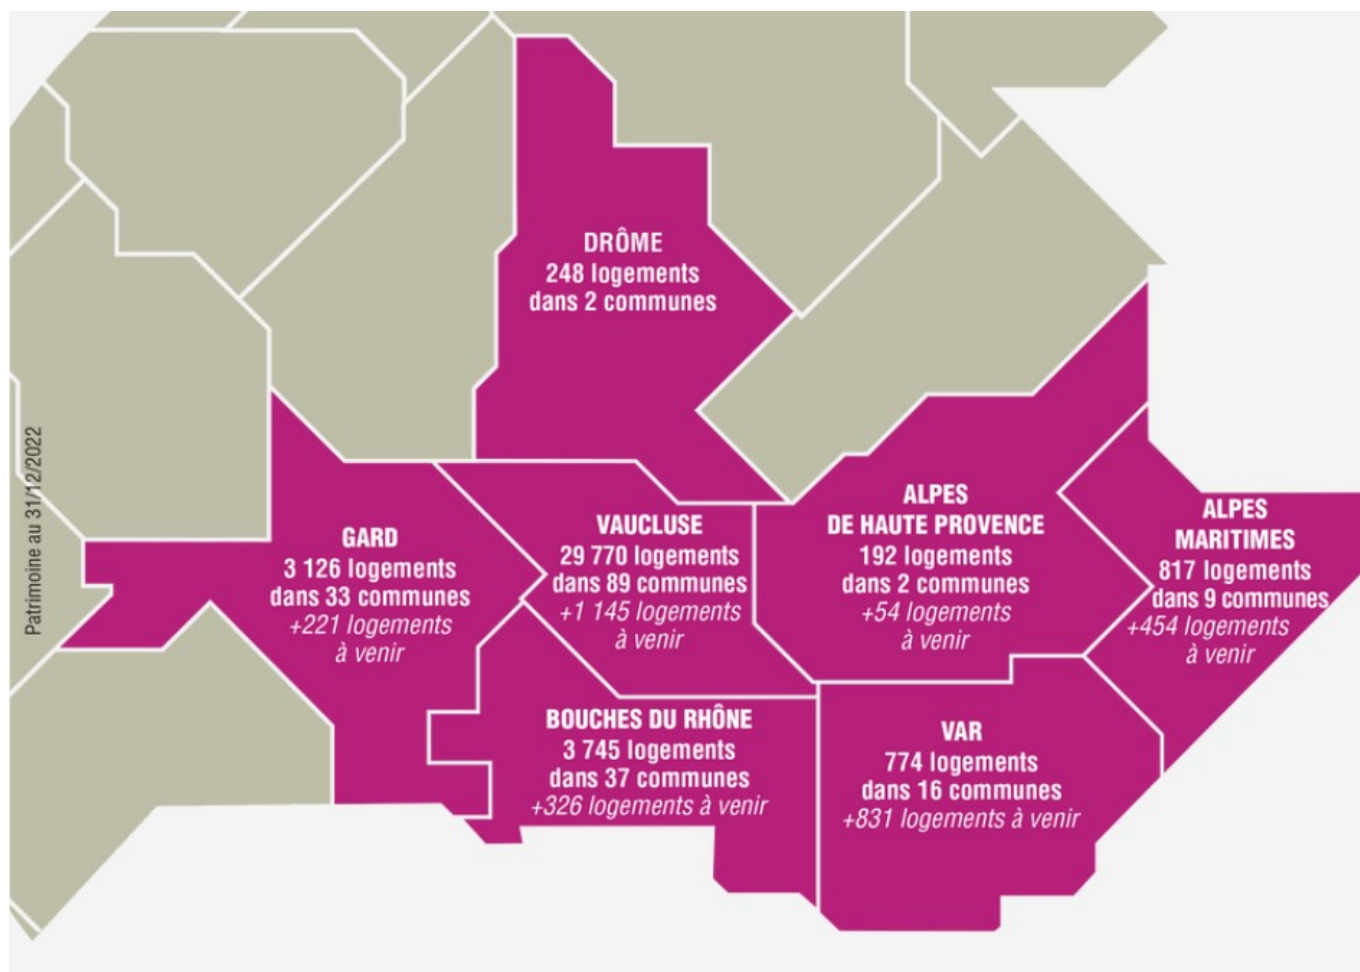 DRÔME
248 logements
dans 2 communes
Patrimoine au 31/12/2022
GARD
3 126 logements
dans 33 communes
+221 logements
à venir
VAUCLUSE
29 770 logements
dans 89 communes
+1 145 logements
à venir
ALPES
DE HAUTE PROVENCE
192 logements
dans 2 communes
+54 logements
à venir
ALPES
MARITIMES
817 logements
dans 9 communes
+454 logements
à venir
BOUCHES DU RHÔNE
3 745 logements
dans 37 communes
+326 logements à venir
VAR
774 logements
dans 16 communes
+831 logements à venir